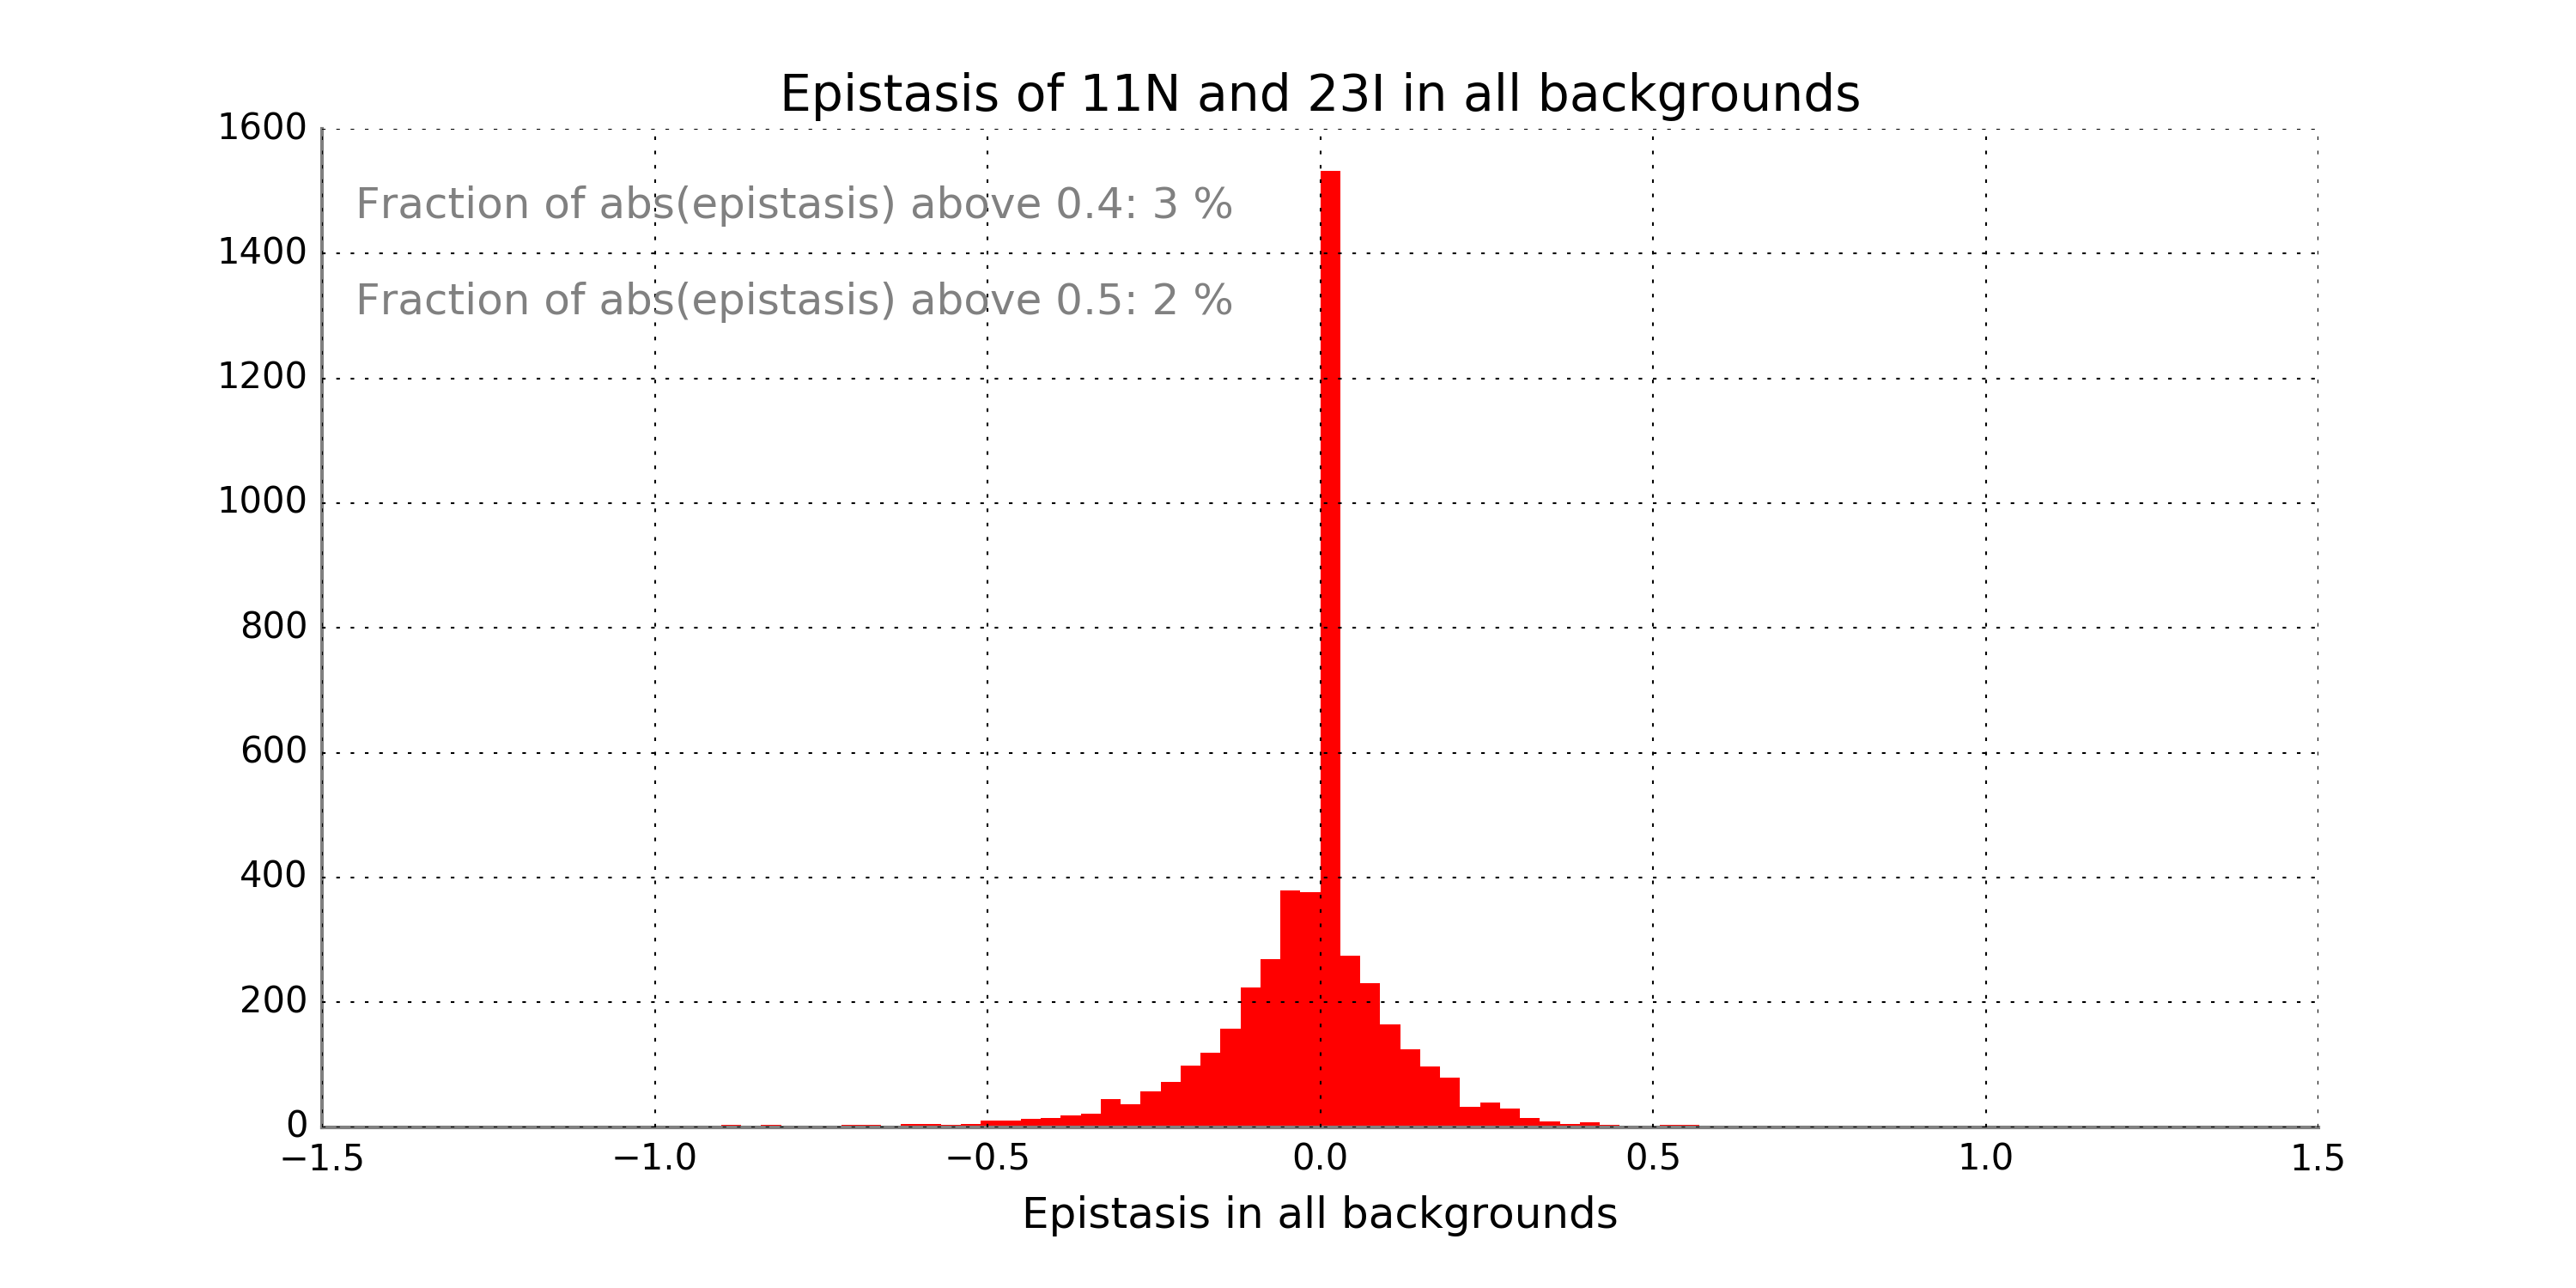 Epistasis of 11N and 23I in all backgrounds
1600
Fraction of abs(epistasis) above 0.4: 3 %
1400
Fraction of abs(epistasis) above 0.5: 2 %
1200
1000
800
600
400
200
0
−1.5 −1.0 −0.5 0.0 0.5 1.0 1.5
Epistasis in all backgrounds